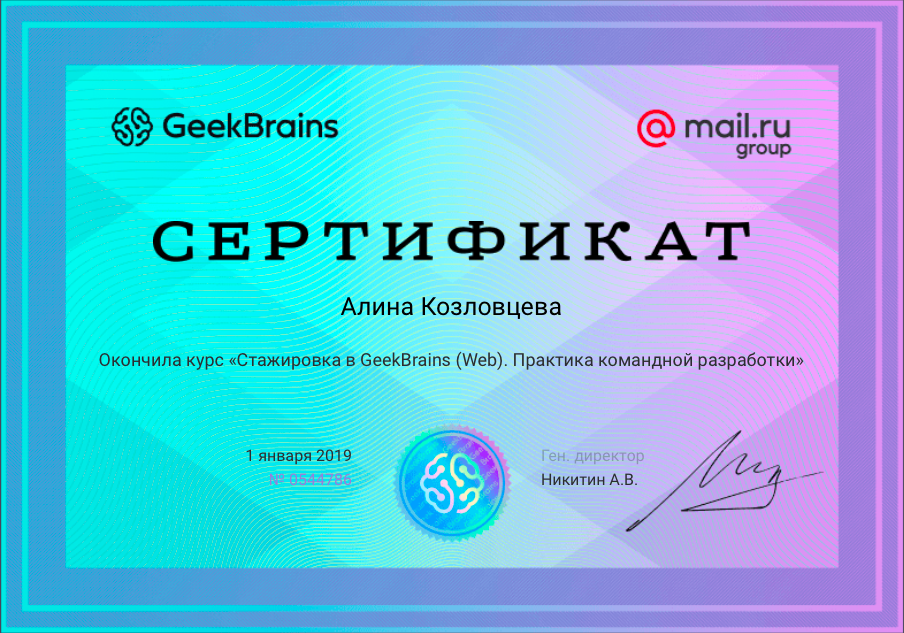 GeekBrains
@mail.ru
group
СЕРТИФИКАТ
Алина Козловцева
Окончила курс «Стажировка в GeekBrains (Web). Практика командной разработки»
1 января 2019
№ 0544786
Ген. директор
Никитин А.В.